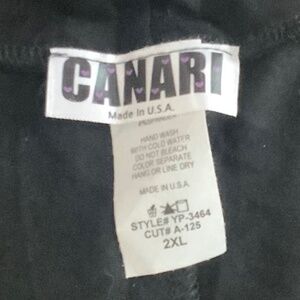 CANARI
Made In U.S.A.
HAND WASH
WITH COLD WATER
DO NOT BLEACH
COLOR SEPARATE
HANG OR LINE DRY
MADE IN U.S.A.
STYLE# YP-3464
CUT# A-125
2XL